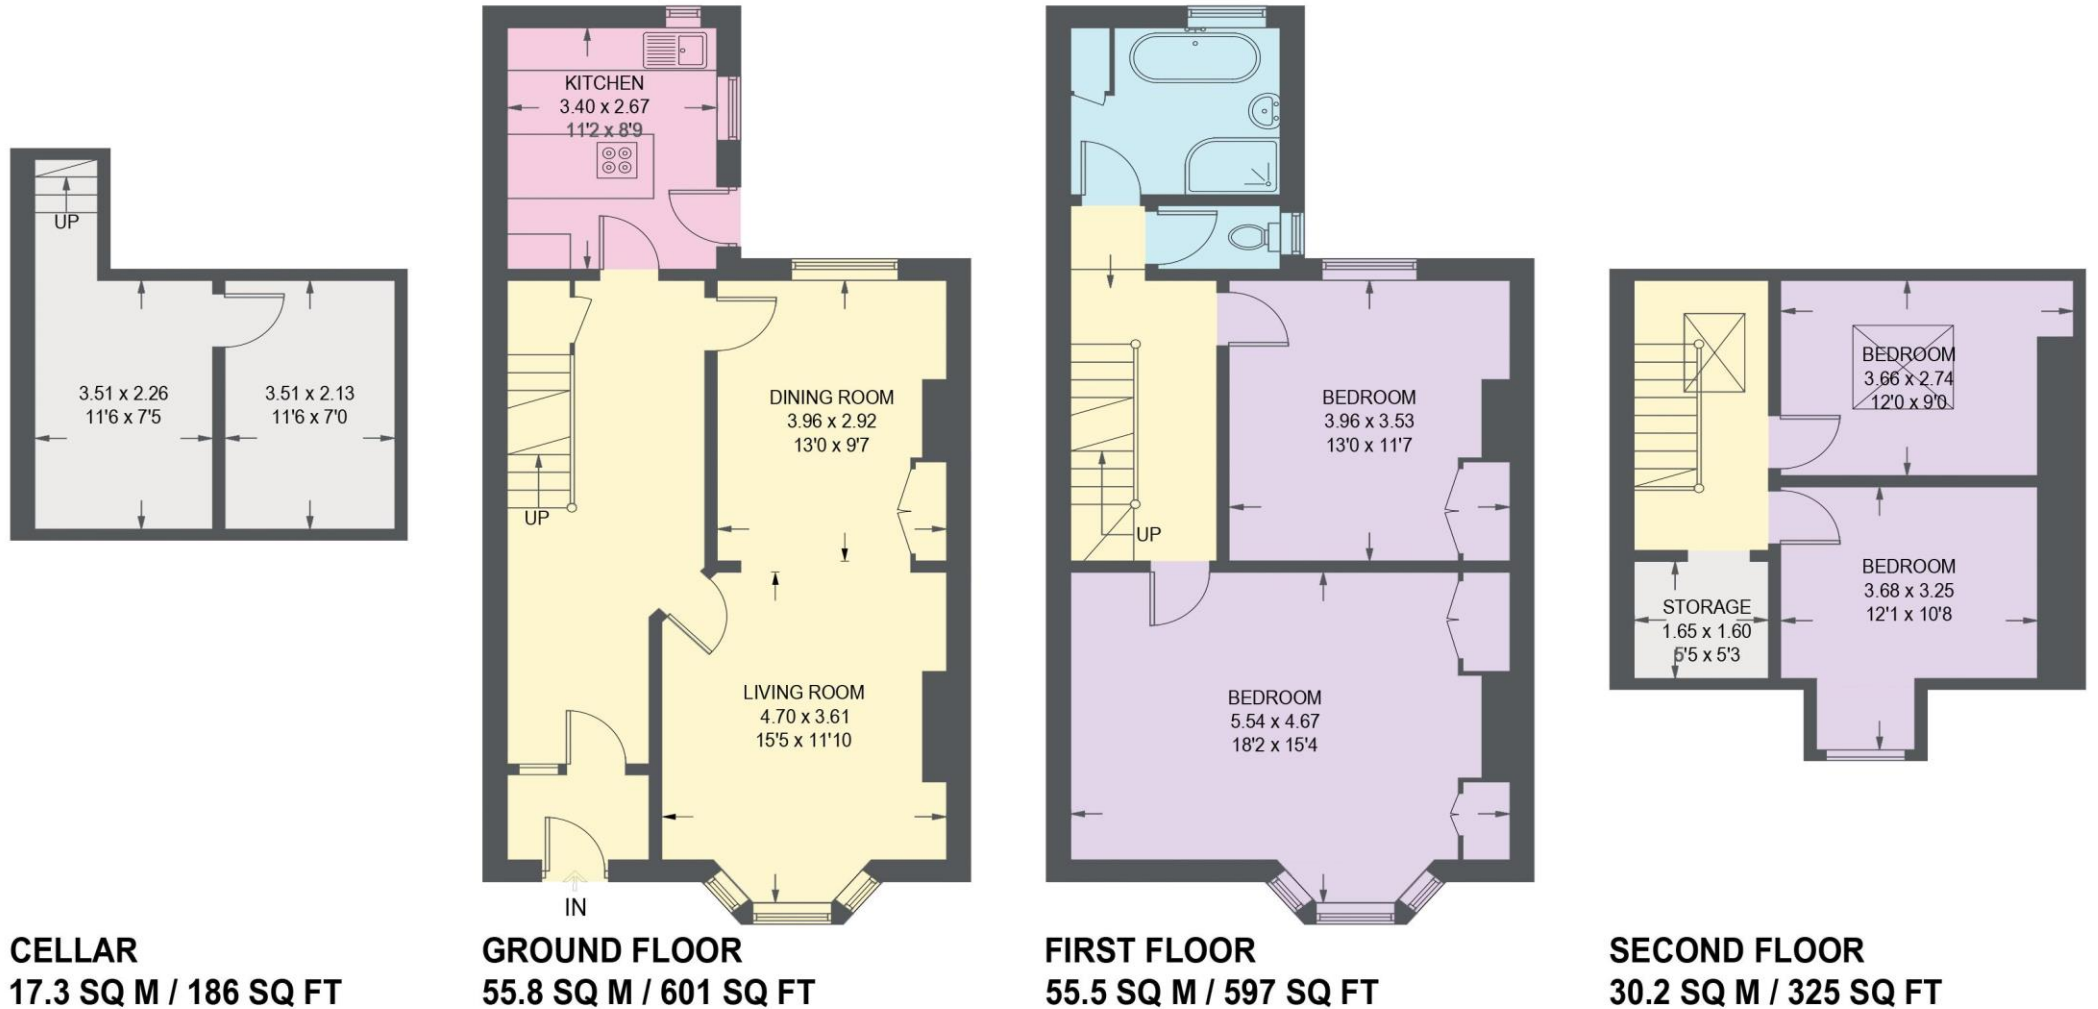 UP
3.51 x 2.26
11'6 x 7'5
3.51 x 2.13
11'6 x 7'0
CELLAR
17.3 SQ M / 186 SQ FT
KITCHEN
3.40 x 2.67
11'2 x 8'9
DINING ROOM
3.96 x 2.92
13'0 x 9'7
UP
LIVING ROOM
4.70 x 3.61
15'5 x 11'10
IN
GROUND FLOOR
55.8 SQ M / 601 SQ FT
BEDROOM
3.96 x 3.53
13'0 x 11'7
UP
BEDROOM
5.54 x 4.67
18'2 x 15'4
FIRST FLOOR
55.5 SQ M / 597 SQ FT
BEDROOM
3.66 x 2.74
12'0 x 9'0
BEDROOM
3.68 x 3.25
12'1 x 10'8
STORAGE
1.65 x 1.60
5'5 x 5'3
SECOND FLOOR
30.2 SQ M / 325 SQ FT